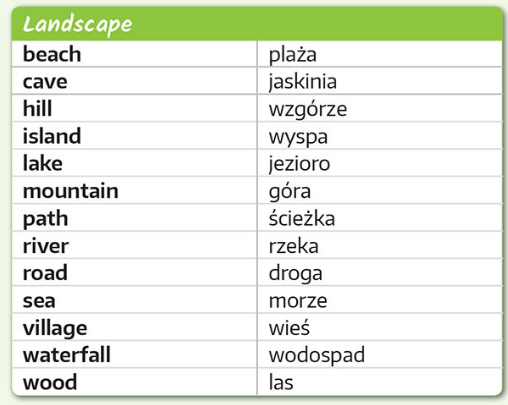 Landscape
beach plaża
cave jaskinia
hill wzgórze
island wyspa
lake jezioro
mountain góra
path ścieżka
river rzeka
road droga
sea morze
village wieś
waterfall wodospad
wood las